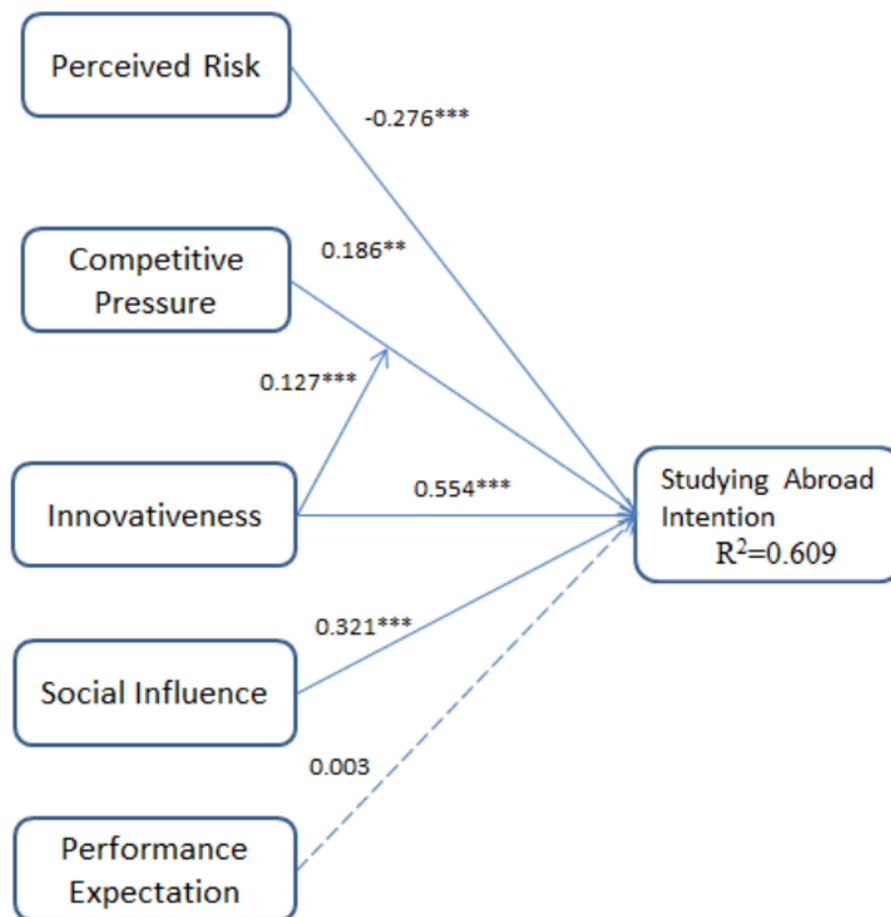 Perceived Risk
-0.276***
Competitive
Pressure
0.186**
0.127***
Innovativeness
0.554***
Studying Abroad
Intention
R²=0.609
Social Influence
0.321***
0.003
Performance
Expectation